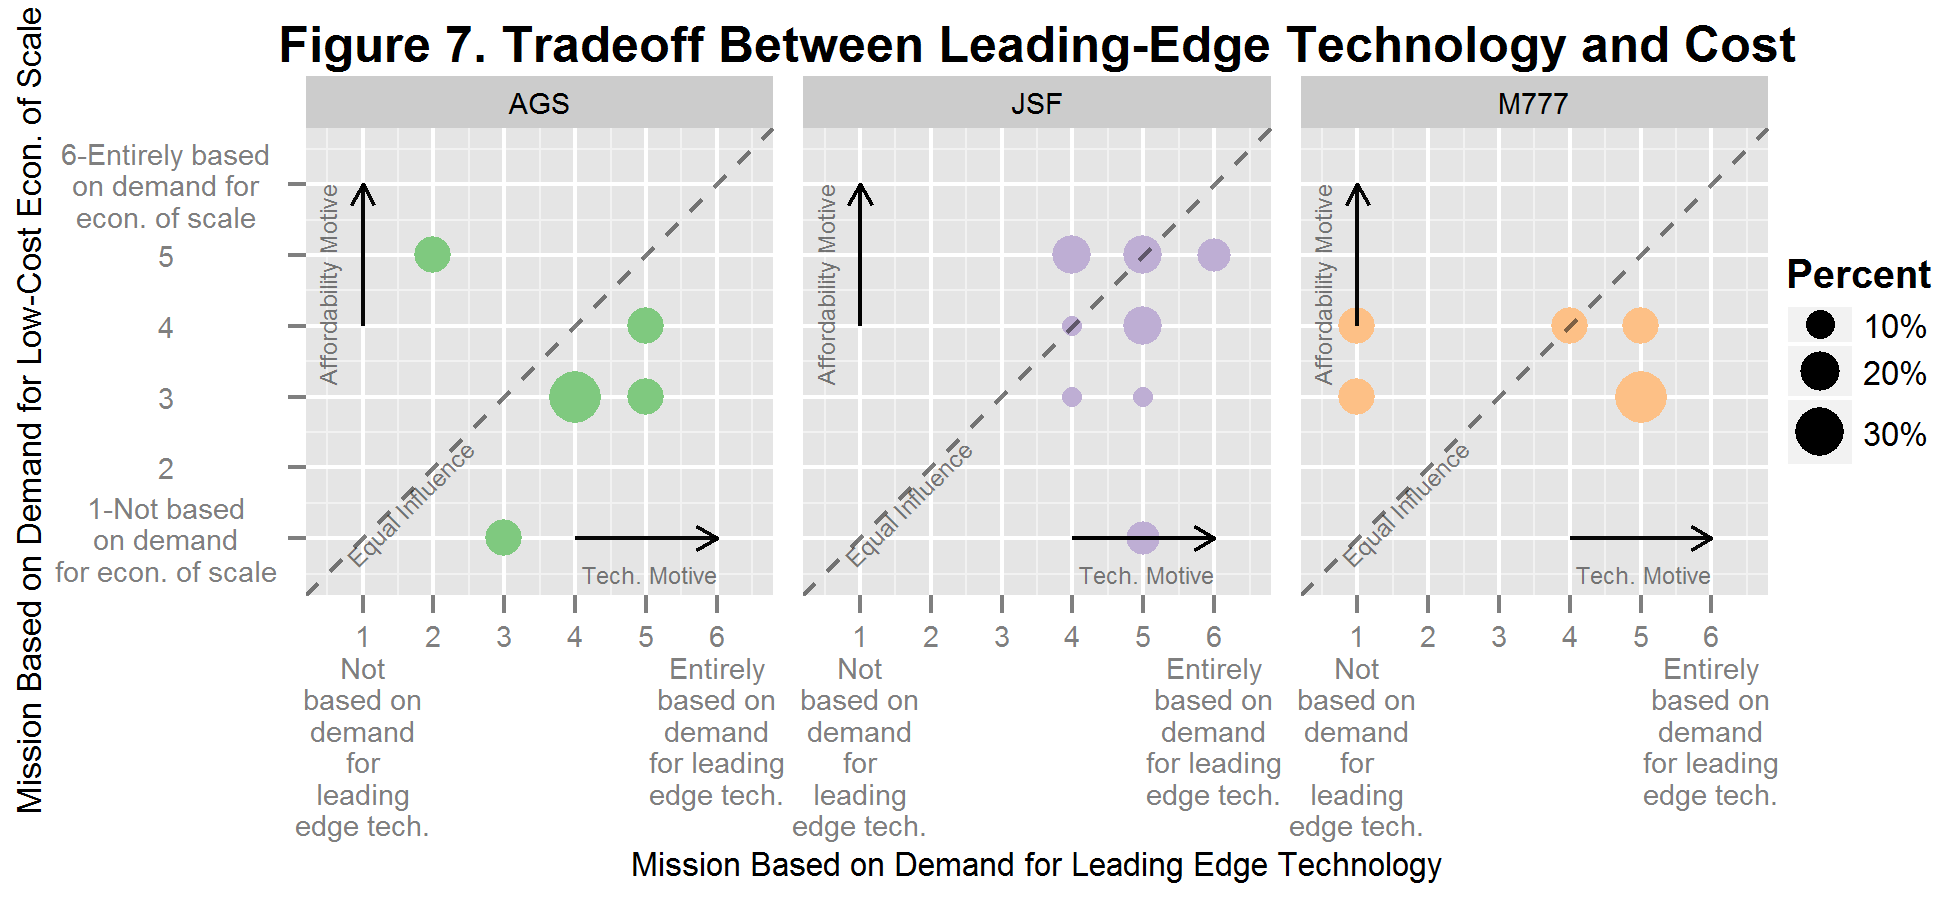 Figure 7. Tradeoff Between Leading-Edge Technology and Cost
Mission Based on Demand for Low-Cost Econ. of Scale
AGS
JSF
M777
6-Entirely based
on demand for
econ. of scale
5
4
3
2
1-Not based
on demand
for econ. of scale
Affordability Motive
Equal Influence
Tech. Motive
Affordability Motive
Equal Influence
Tech. Motive
Affordability Motive
Equal Influence
Tech. Motive
Percent
10%
20%
30%
1 2 3 4 5 6
Not
based on
demand
for
leading
edge tech.
Entirely
based on
demand
for leading
edge tech.
1 2 3 4 5 6
Not
based on
demand
for
leading
edge tech.
Entirely
based on
demand
for leading
edge tech.
1 2 3 4 5 6
Not
based on
demand
for
leading
edge tech.
Entirely
based on
demand
for leading
edge tech.
Mission Based on Demand for Leading Edge Technology